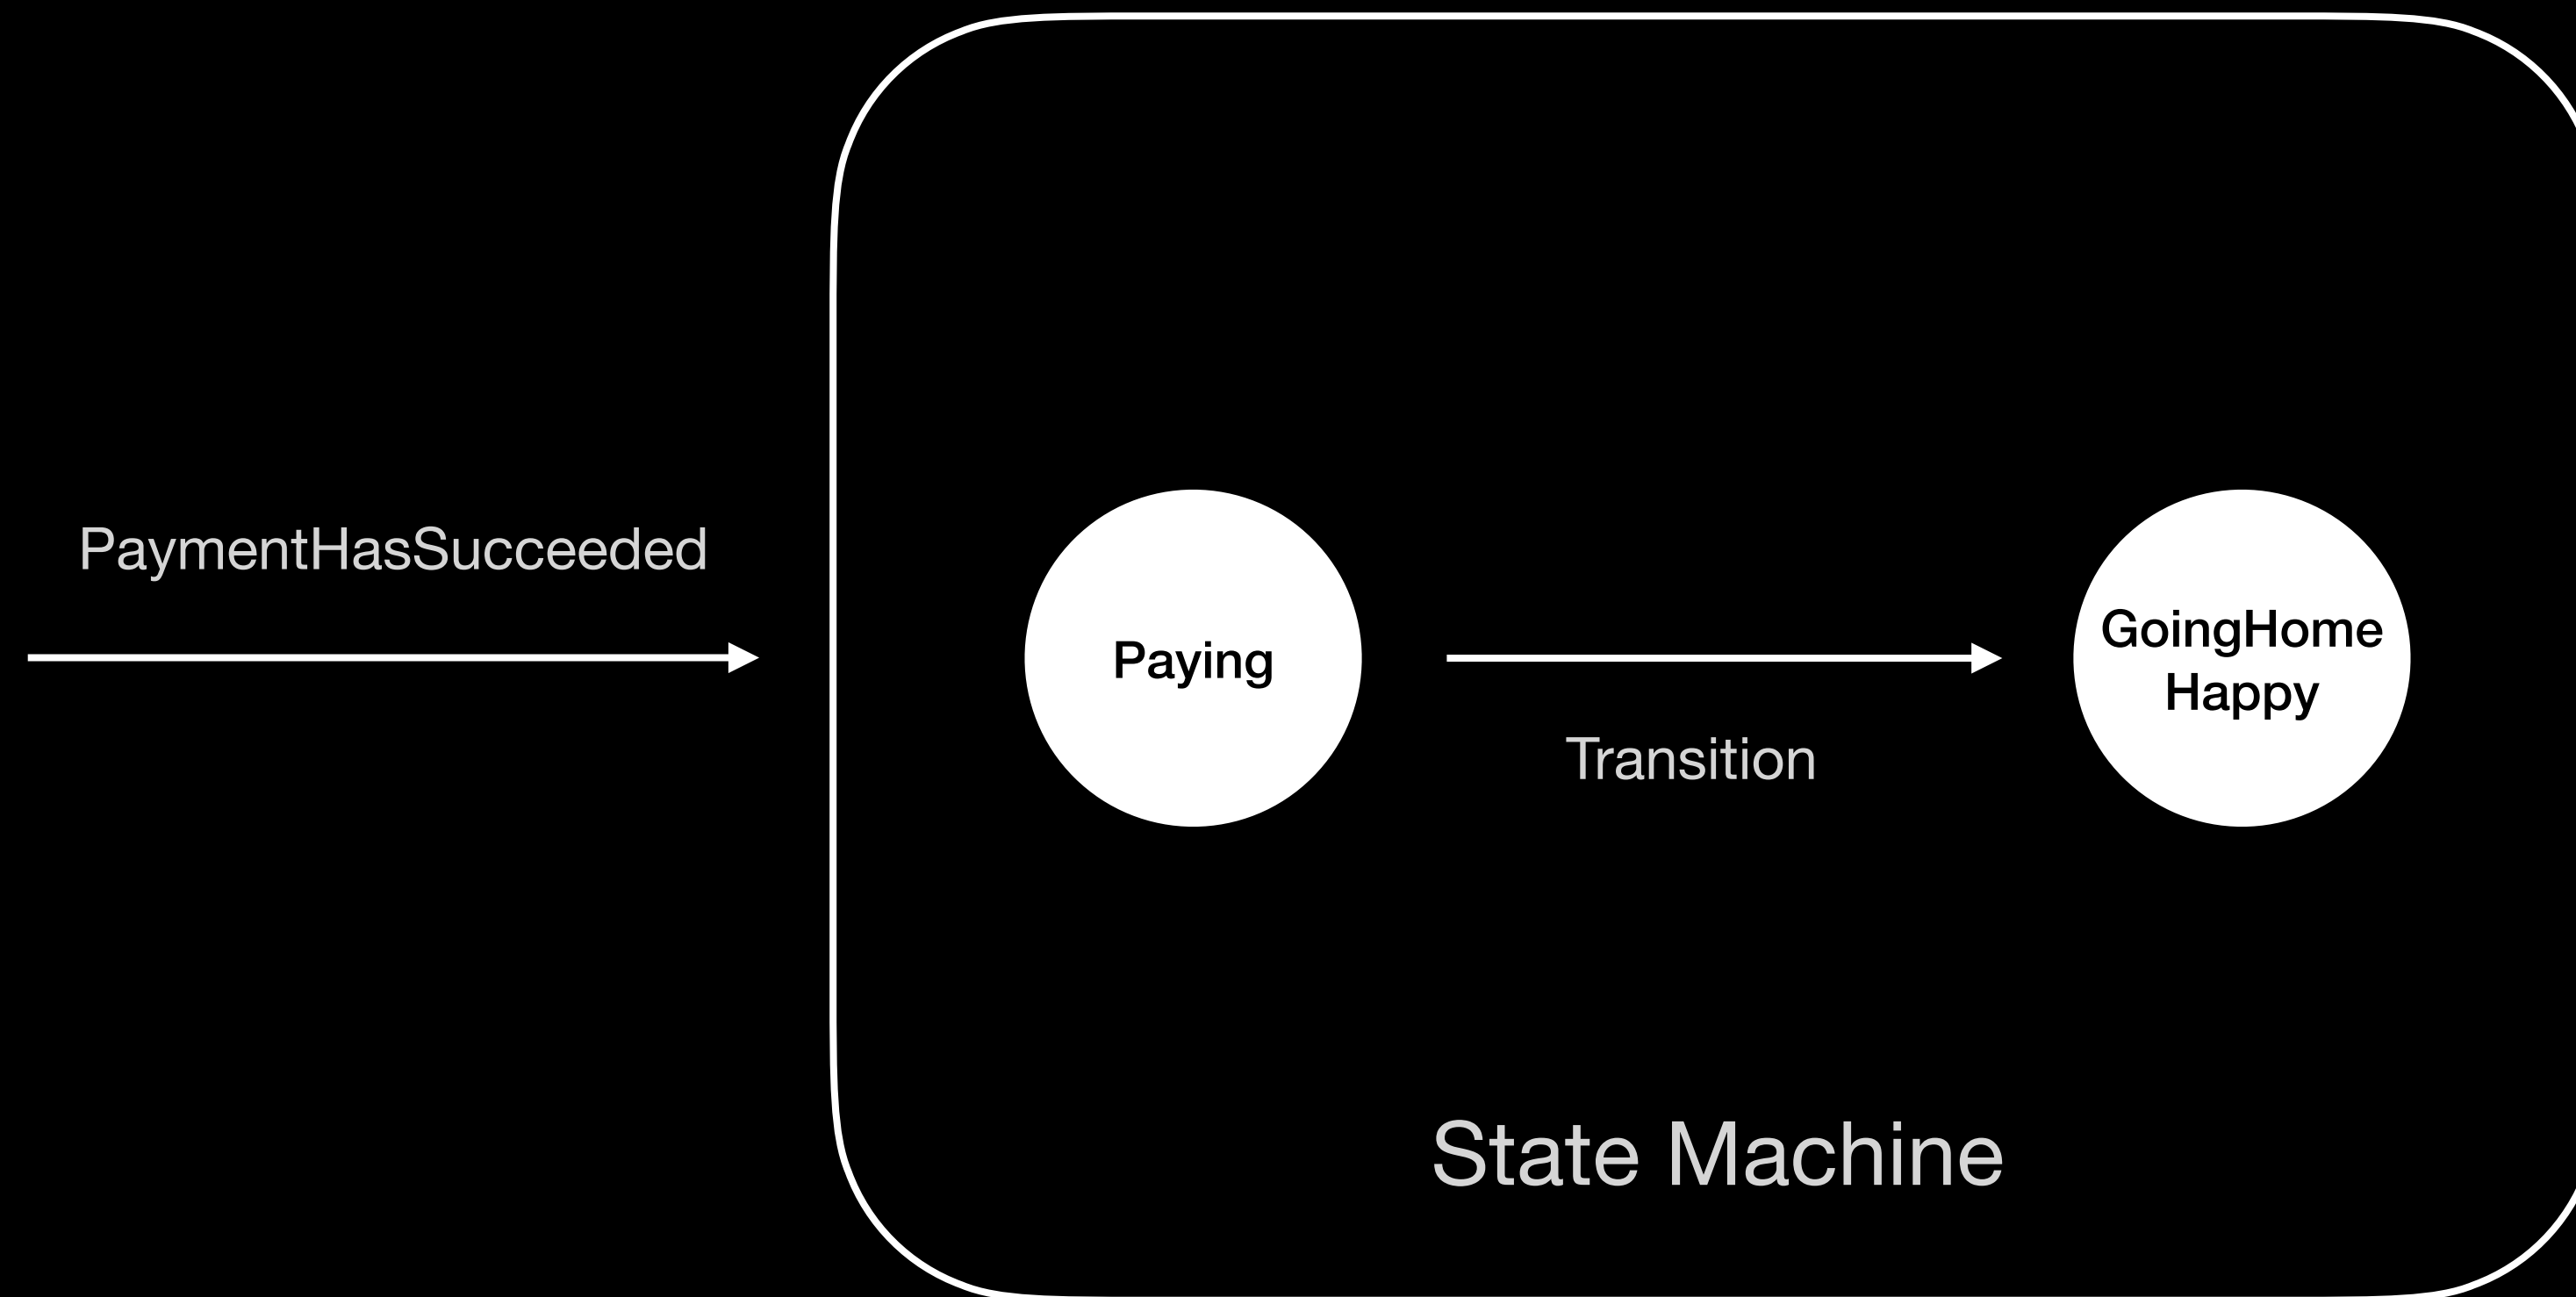 PaymentHasSucceeded
Paying
Transition
GoingHome
Happy
State Machine